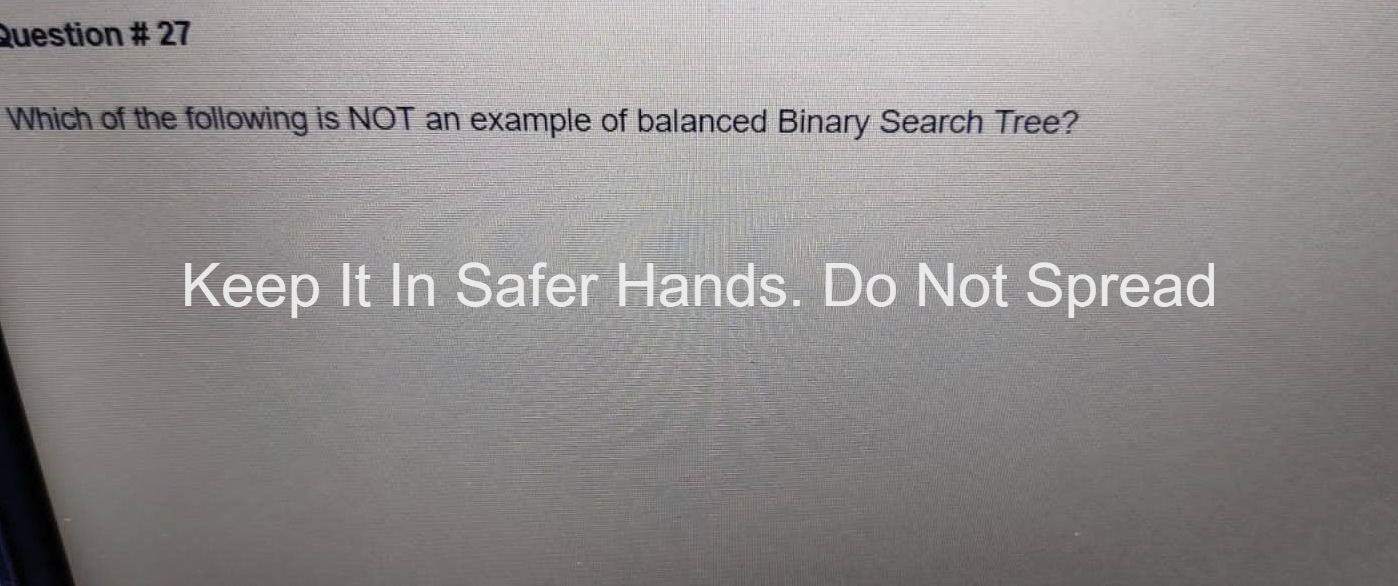 Question # 27
Which of the following is NOT an example of balanced Binary Search Tree?
Keep It In Safer Hands. Do Not Spread